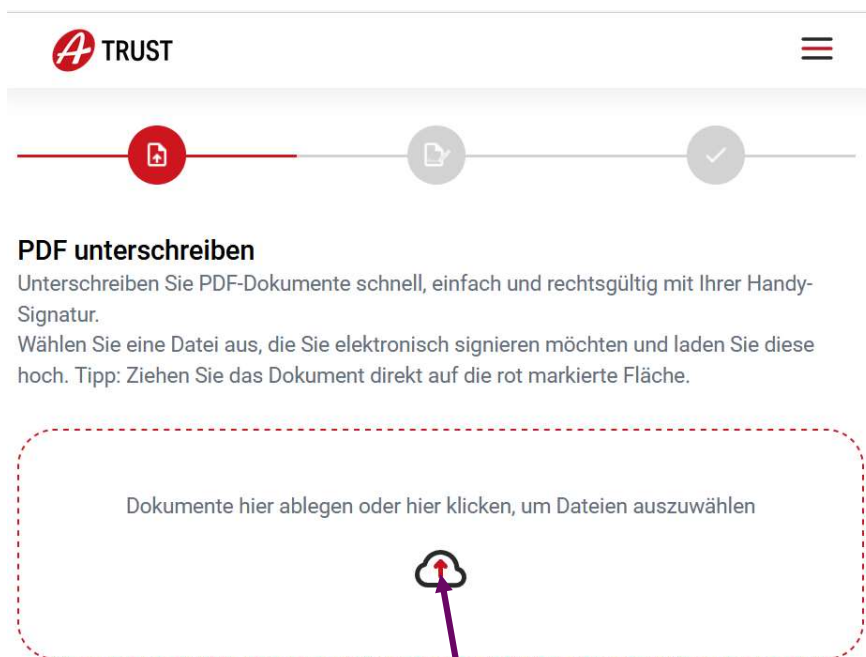 A TRUST
PDF unterschreiben
Unterschreiben Sie PDF-Dokumente schnell, einfach und rechtsgültig mit Ihrer Handy-
Signatur.
Wählen Sie eine Datei aus, die Sie elektronisch signieren möchten und laden Sie diese
hoch. Tipp: Ziehen Sie das Dokument direkt auf die rot markierte Fläche.
Dokumente hier ablegen oder hier klicken, um Dateien auszuwählen